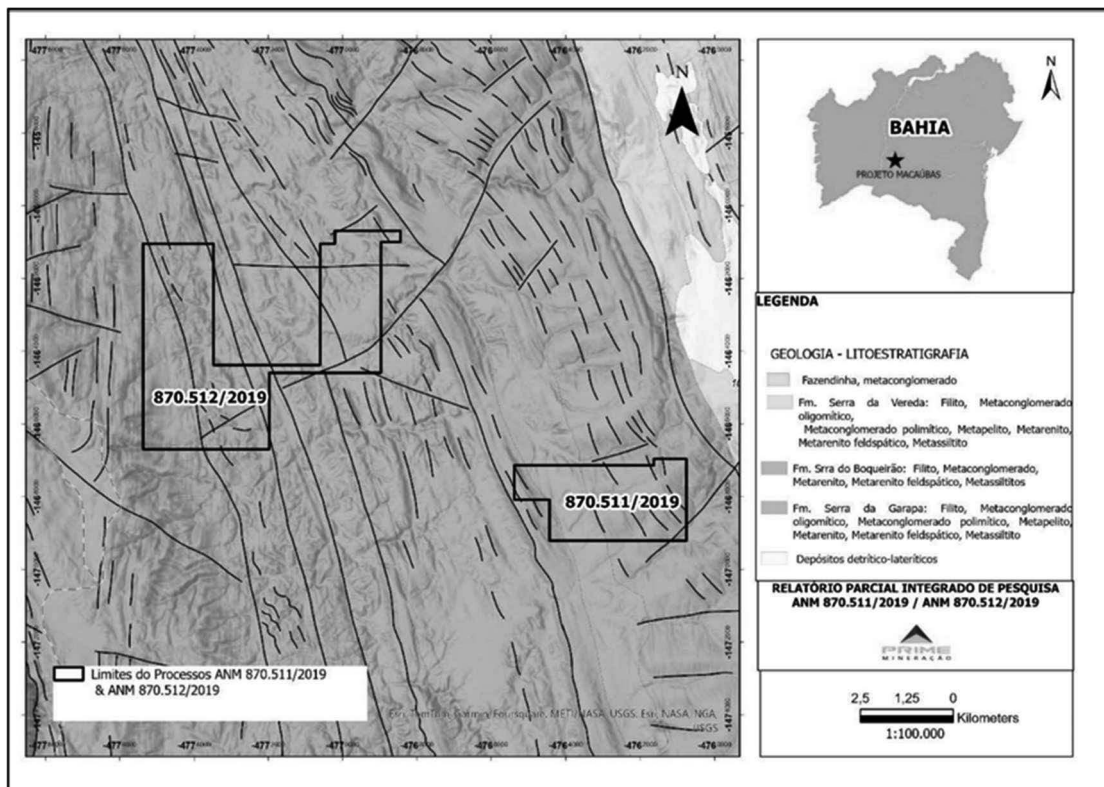 N
870.512/2019
870.511/2019
Limites do Processos ANM 870.511/2019
& ANM 870.512/2019
USGS
N
BAHIA
PROJETO MACAÚBAS
LEGENDA
GEOLOGIA - LITOESTRATIGRAFIA
Fazendinha, metaconglomerado
Fm. Serra da Vereda: Filito, Metaconglomerado
oligomítico,
Metaconglomerado polimítico, Metapelito, Metarenito,
Metarenito feldspático, Metassiltito
Fm. Srra do Boqueirão: Filito, Metaconglomerado,
Metarenito, Metarenito feldspático, Metassiltitos
Fm. Serra da Garapa: Filito, Metaconglomerado
oligomítico, Metaconglomerado polimítico, Metapelito,
Metarenito, Metarenito feldspático, Metassiltito
Depósitos detrítico-lateríticos
RELATÓRIO PARCIAL INTEGRADO DE PESQUISA
ANM 870.511/2019 / ANM 870.512/2019
PRIME
MINERAÇÃO
2,5 1,25 0
Kilometers
1:100.000